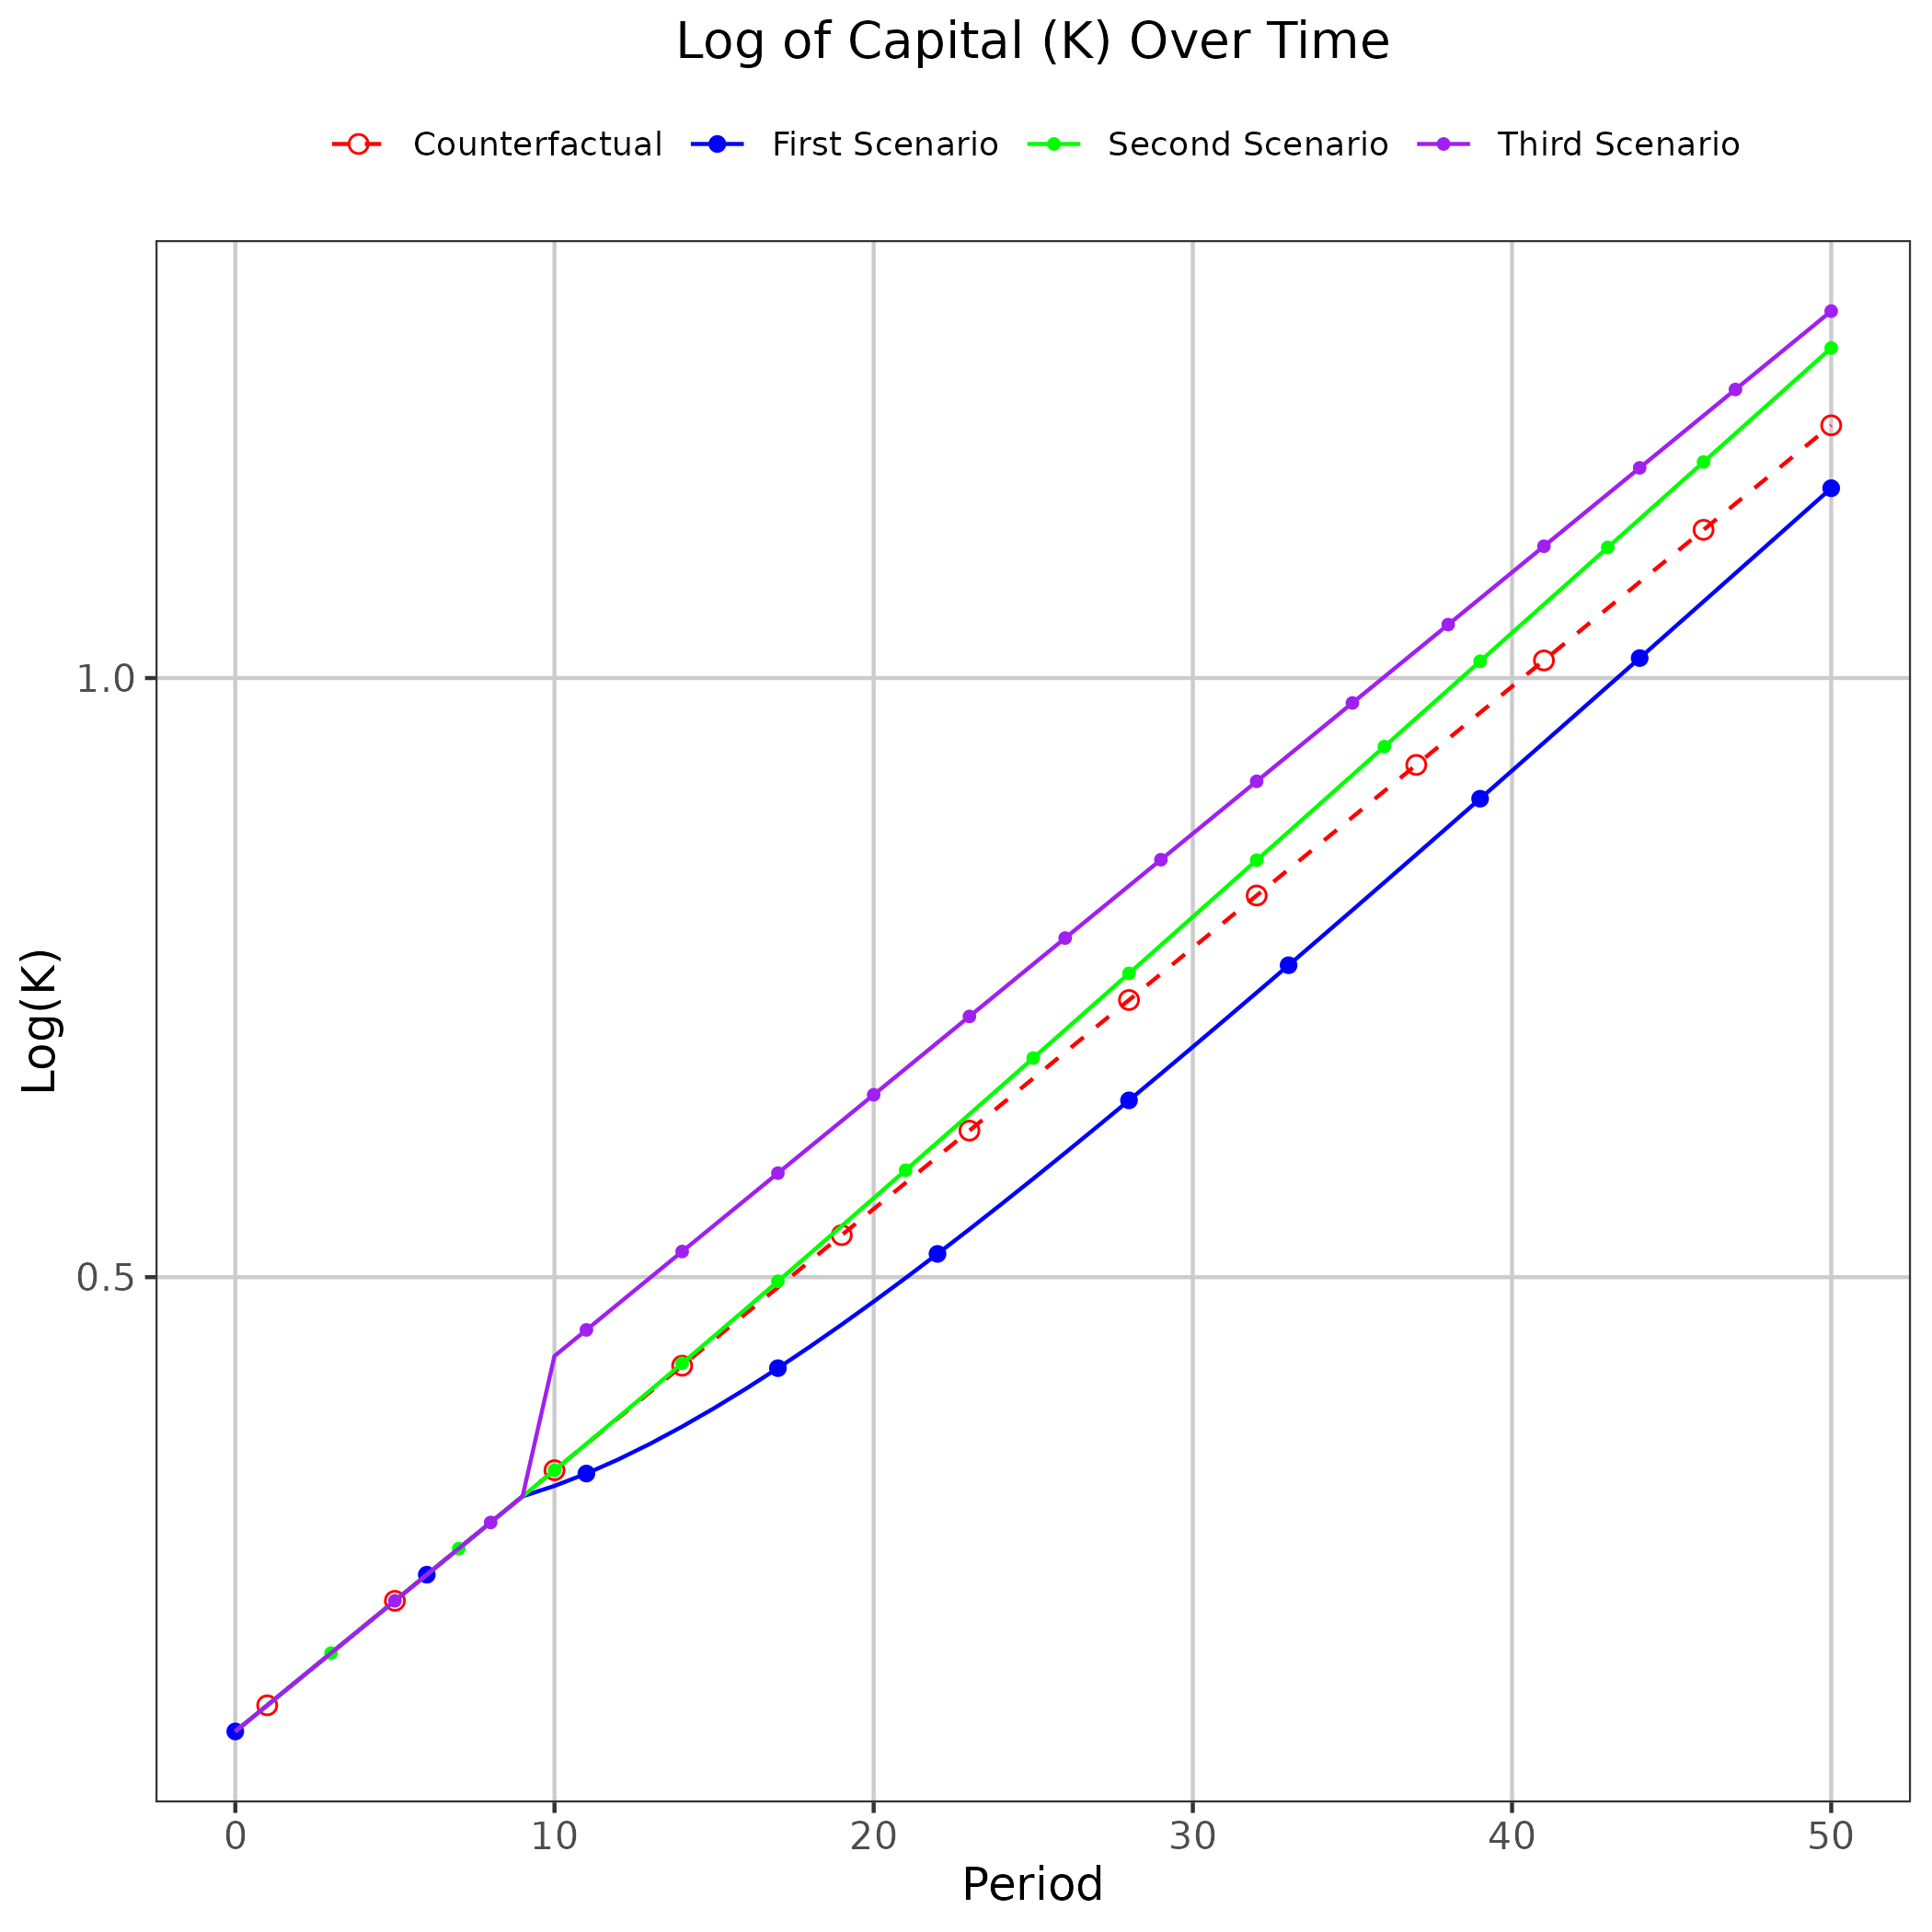 Log of Capital (K) Over Time
Counterfactual First Scenario Second Scenario Third Scenario
1.0
0.5
Log(K)
0 10 20 30 40 50
Period